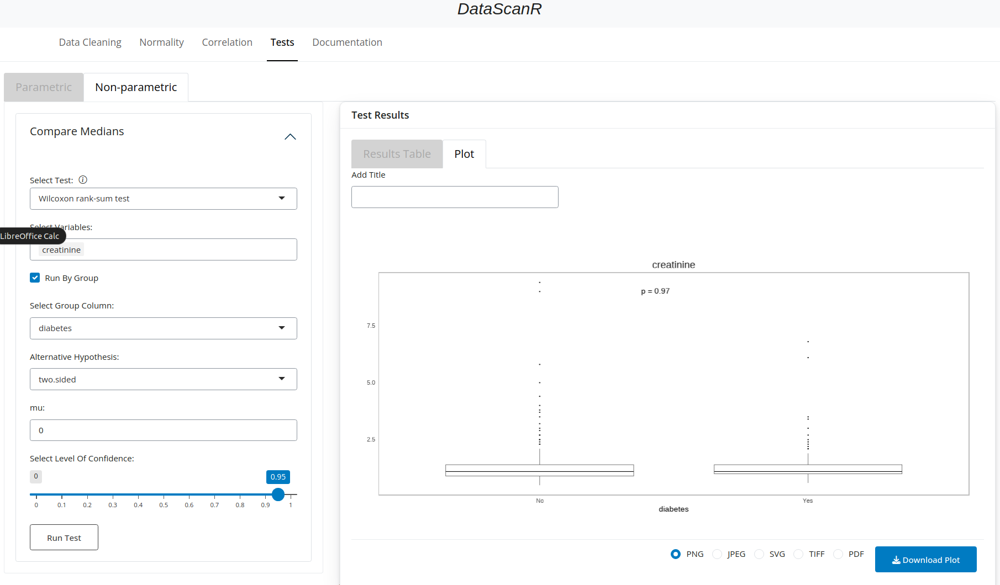 DataScanR
Data Cleaning Normality Correlation Tests Documentation
Parametric Non-parametric
Compare Medians
Select Test:
Wilcoxon rank-sum test
Select Variables:
LibreOffice Calc
creatinine
Run By Group
Select Group Column:
diabetes
Alternative Hypothesis:
two.sided
mu:
0
Select Level Of Confidence:
0 0.95
0 0.1 0.2 0.3 0.4 0.5 0.6 0.7 0.8 0.9 1
Run Test
Test Results
Results Table Plot
Add Title
creatinine
p = 0.97
7.5
5.0
2.5
No Yes
diabetes
PNG JPEG SVG TIFF PDF Download Plot